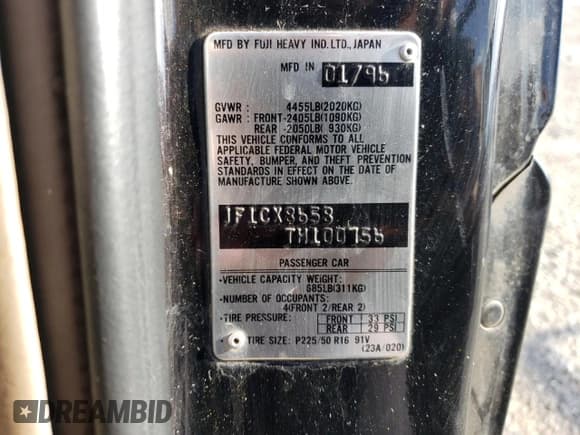 MFD BY FUJI HEAVY IND.LTD.,JAPAN
MFD IN 01/95
GVWR : 4455LB(2020KG)
GAWR : FRONT-2405LB(1090KG)
REAR -2050LB( 930KG)
THIS VEHICLE CONFORMS TO ALL
APPLICABLE FEDERAL MOTOR VEHICLE
SAFETY, BUMPER, AND THEFT PREVENTION
STANDARDS IN EFFECT ON THE DATE OF
MANUFACTURE SHOWN ABOVE.
JF1CX8658
TH100756
PASSENGER CAR
·VEHICLE CAPACITY WEIGHT:
685LB(311KG)
·NUMBER OF OCCUPANTS:
4(FRONT 2/REAR 2)
·TIRE PRESSURE: FRONT 33 PSI
REAR 29 PSI
TIRE SIZE: P225/50 R16 91V
(23A/020)
DREAMBID